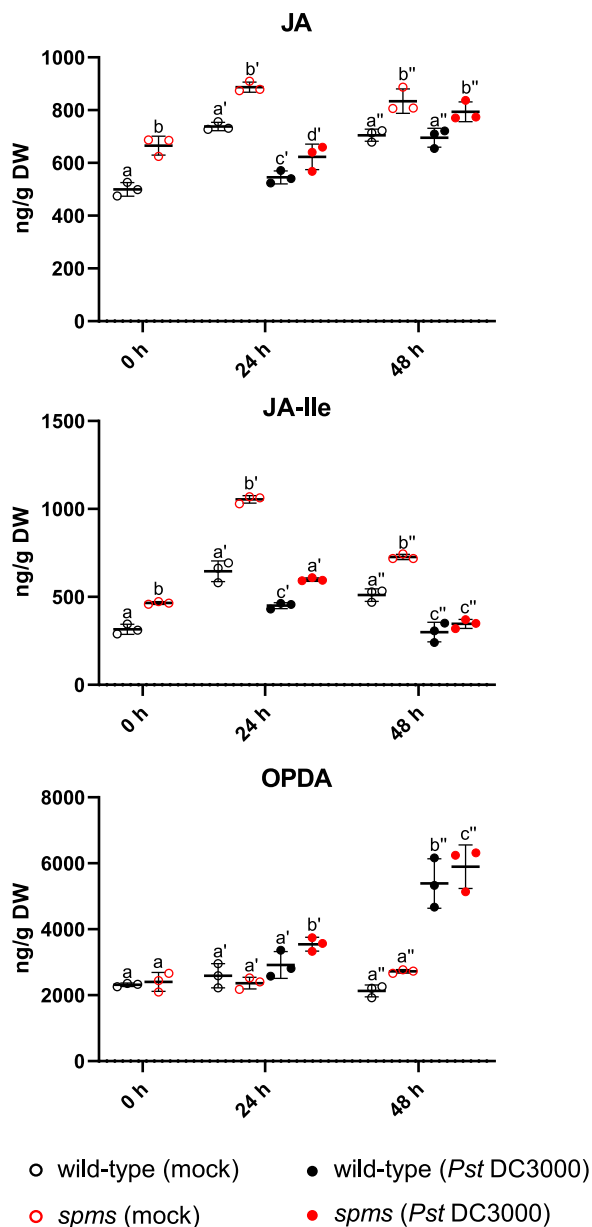 JA
ng/g DW
1000
800
600
400
200
0
a
b
a'
b'
c'
d'
a''
b''
a''
b''
0 h
24 h
48 h
JA-Ile
ng/g DW
1500
1000
500
0
a
b
a'
b'
c'
a'
a''
b''
c''
c''
0 h
24 h
48 h
OPDA
ng/g DW
8000
6000
4000
2000
0
a
a
a'
a'
a'
b'
a''
a''
b''
c''
0 h
24 h
48 h
wild-type (mock)
wild-type (Pst DC3000)
spms (mock)
spms (Pst DC3000)